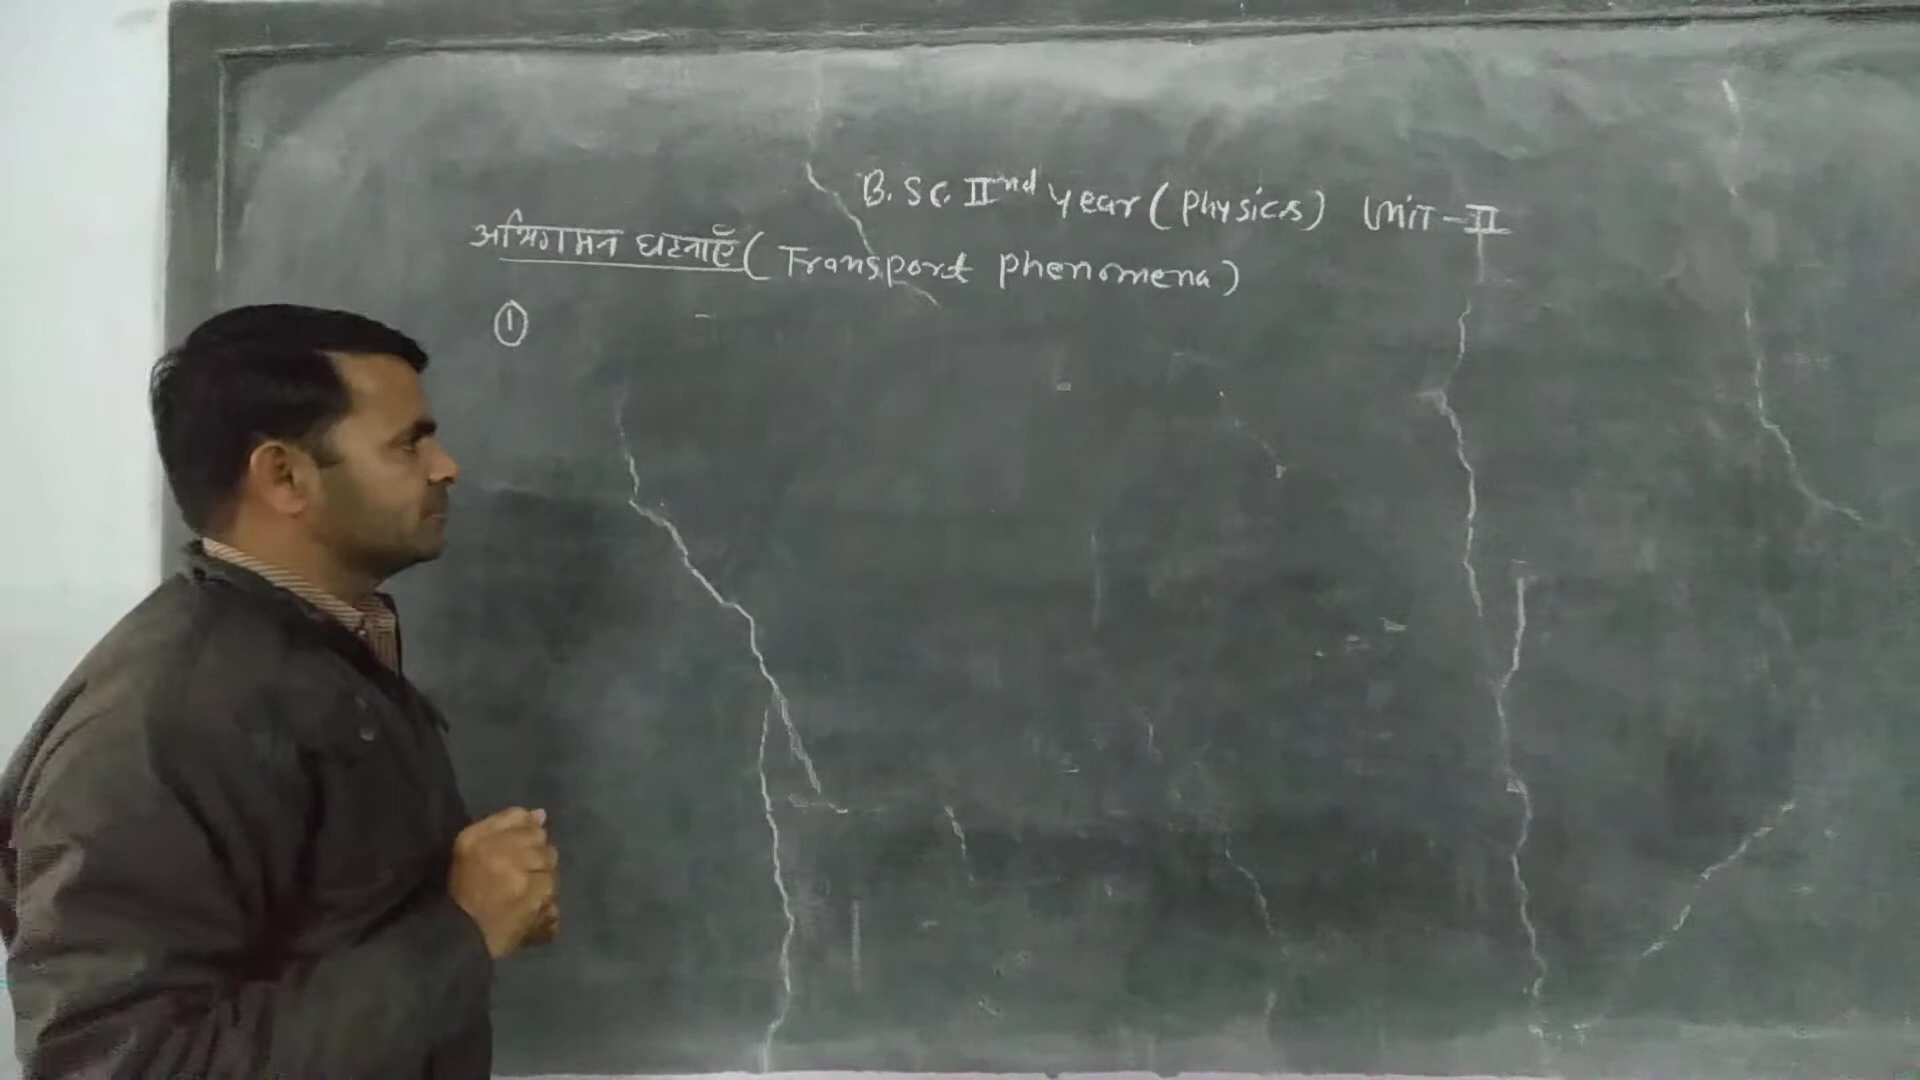 B.Sc. IInd year (Physics) Unit-II
अभिगमन घटनाएँ (Transport phenomena)
①